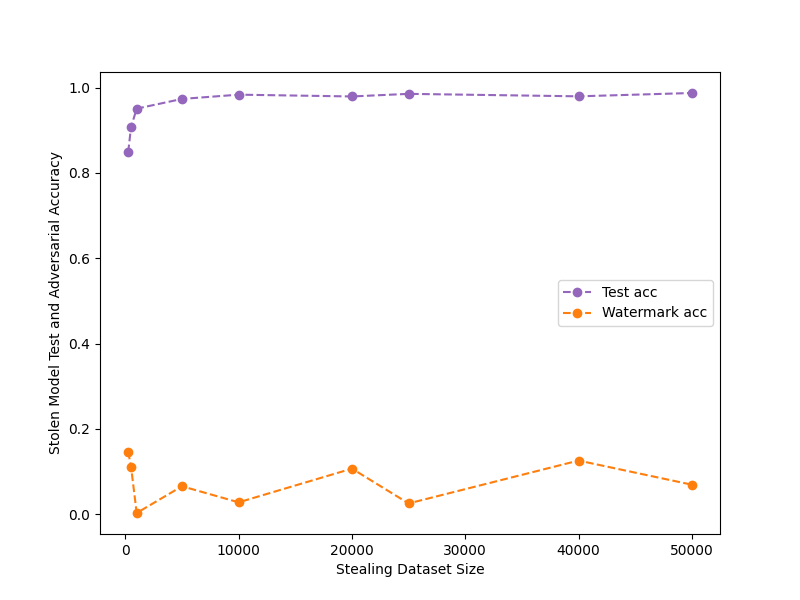 1.0
0.8
0.6
0.4
0.2
0.0
Stolen Model Test and Adversarial Accuracy
Test acc
Watermark acc
0 10000 20000 30000 40000 50000
Stealing Dataset Size